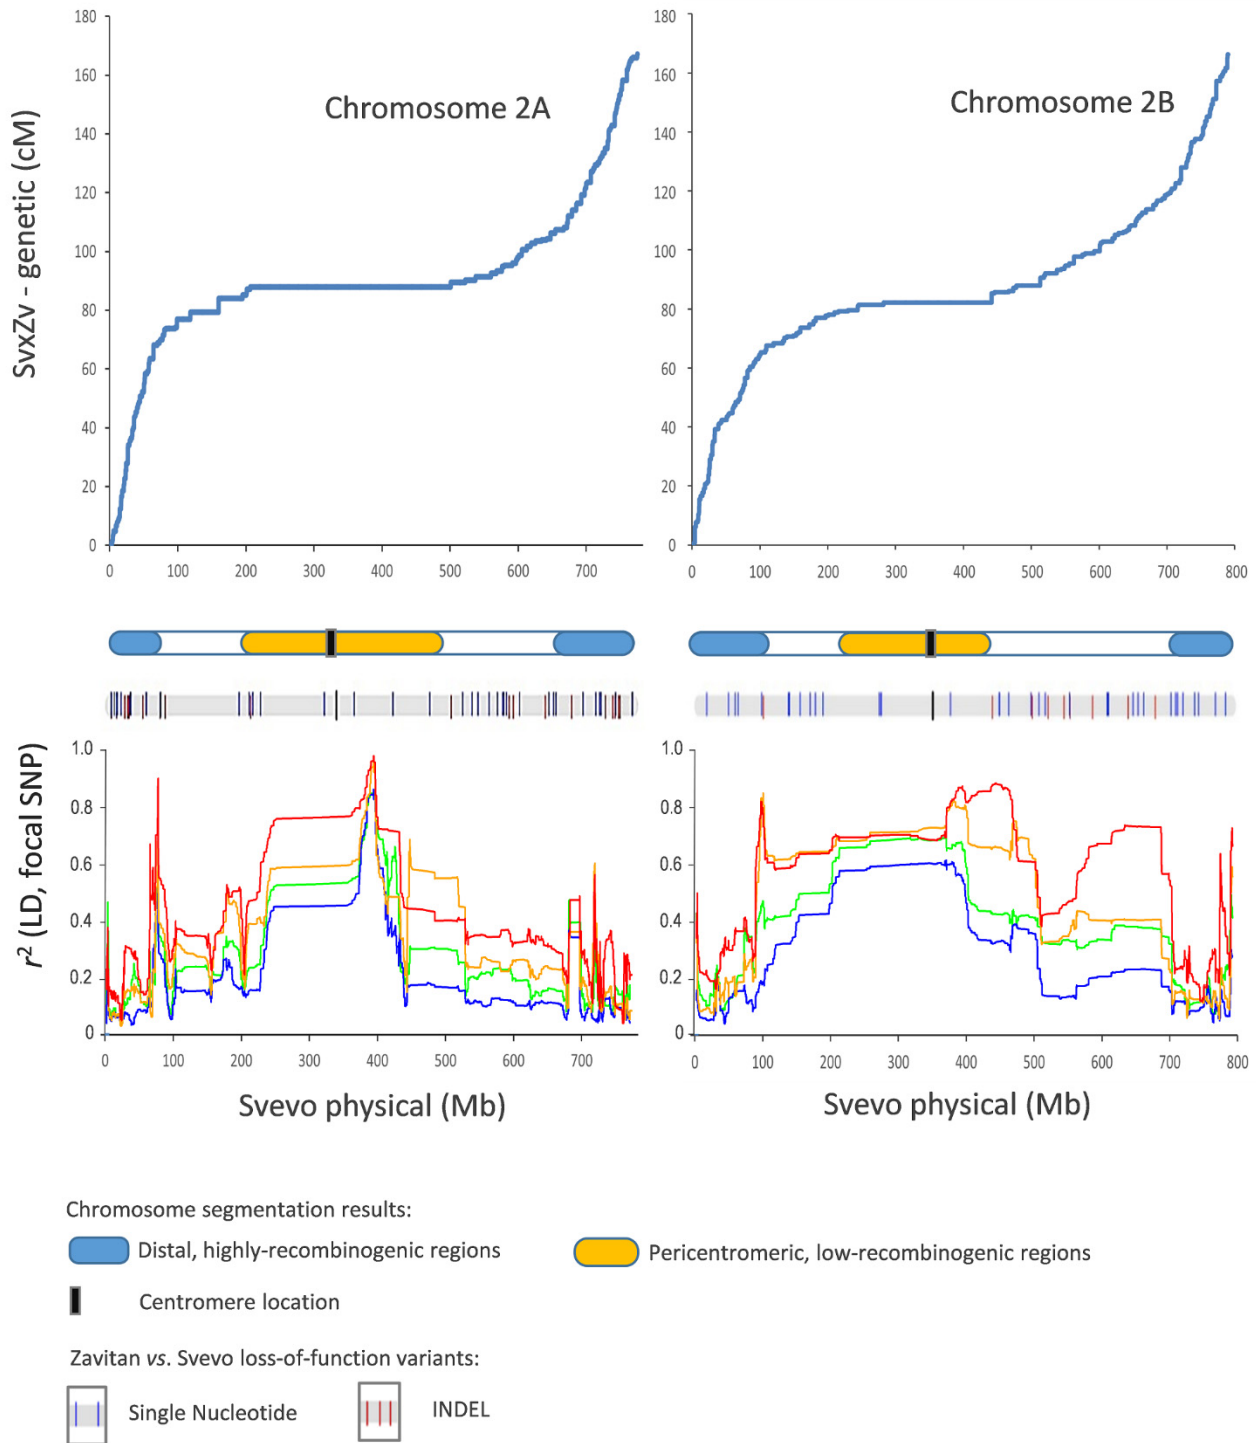 180
160
140
120
100
80
60
40
20
0
SvxZv - genetic (cM)
Chromosome 2A
0 100 200 300 400 500 600 700
180
160
140
120
100
80
60
40
20
0
Chromosome 2B
0 100 200 300 400 500 600 700 800
1.0
0.8
0.6
0.4
0.2
0
r² (LD, focal SNP)
0 100 200 300 400 500 600 700
Svevo physical (Mb)
1.0
0.8
0.6
0.4
0.2
0
0 100 200 300 400 500 600 700 800
Svevo physical (Mb)
Chromosome segmentation results:
Distal, highly-recombinogenic regions
Pericentromeric, low-recombinogenic regions
Centromere location
Zavitan vs. Svevo loss-of-function variants:
Single Nucleotide
INDEL